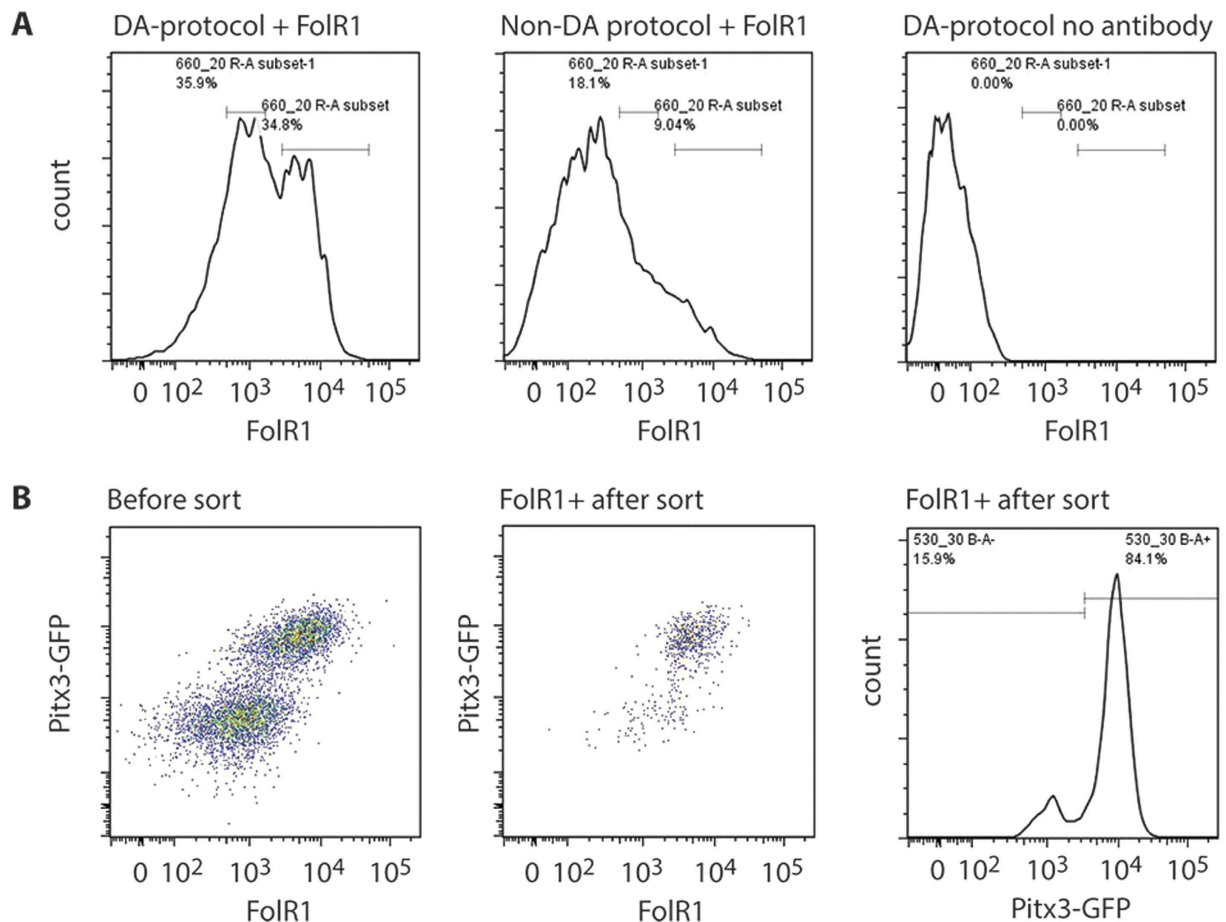 A
DA-protocol + FolR1
Non-DA protocol + FolR1
DA-protocol no antibody
660_20 R-A subset-1
35.9%
660_20 R-A subset
34.8%
660_20 R-A subset-1
18.1%
660_20 R-A subset
9.04%
660_20 R-A subset-1
0.00%
660_20 R-A subset
0.00%
count
0 10² 10³ 10⁴ 10⁵
0 10² 10³ 10⁴ 10⁵
0 10² 10³ 10⁴ 10⁵
FolR1
FolR1
FolR1
B
Before sort
FolR1+ after sort
FolR1+ after sort
530_30 B-A-
15.9%
530_30 B-A+
84.1%
Pitx3-GFP
Pitx3-GFP
count
0 10² 10³ 10⁴ 10⁵
0 10² 10³ 10⁴ 10⁵
0 10² 10³ 10⁴ 10⁵
FolR1
FolR1
Pitx3-GFP